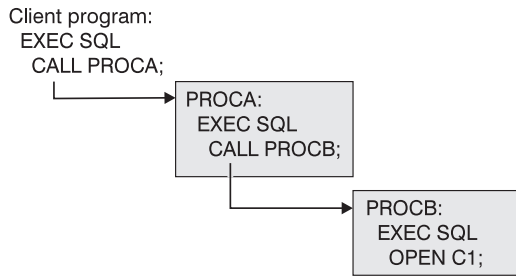 Client program:
EXEC SQL
CALL PROCA;
PROCA:
EXEC SQL
CALL PROCB;
PROCB:
EXEC SQL
OPEN C1;